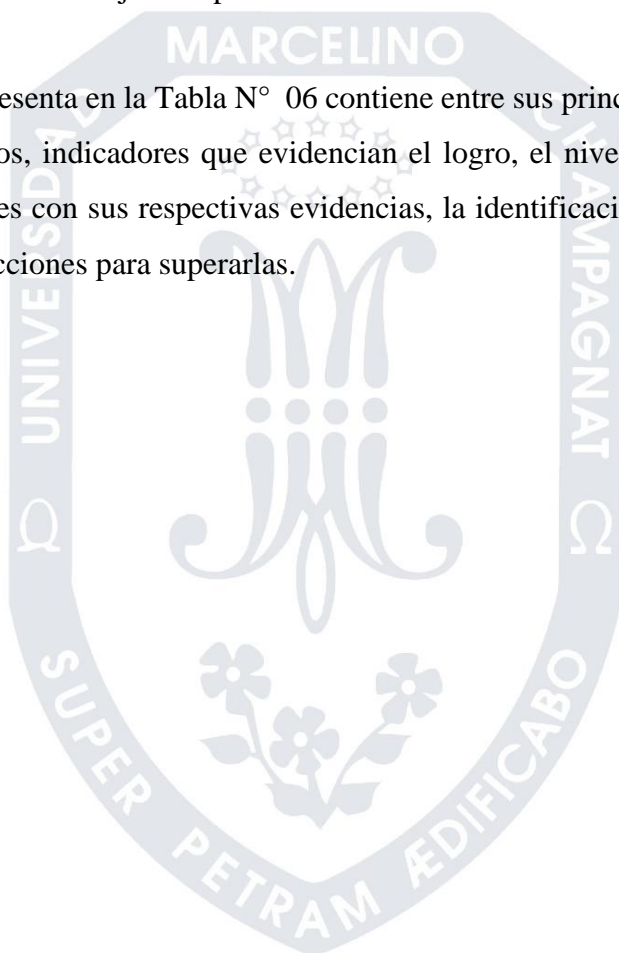 MARCELINO
esenta en la Tabla N° 06 contiene entre sus princ
os, indicadores que evidencian el logro, el nive
es con sus respectivas evidencias, la identificaci
cciones para superarlas.
UNIVERSIDAD
CHAMPAGNAT
Ω Ω
SUPER PETRAM ÆDIFICABO